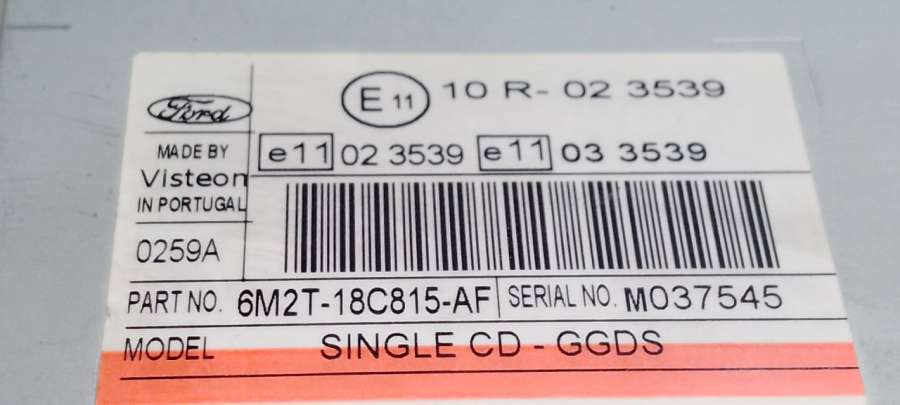 Ford
E 11 10 R- 02 3539
MADE BY
Visteon
IN PORTUGAL
e11 02 3539 e11 03 3539
0259A
PART NO. 6M2T-18C815-AF SERIAL NO. M037545
MODEL SINGLE CD - GGDS